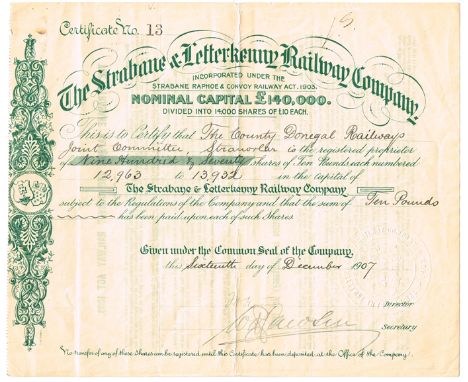 Certificate No. 13
The Strabane & Letterkenny Railway Company.
INCORPORATED UNDER THE
STRABANE RAPHOE & CONVOY RAILWAY ACT, 1903.
NOMINAL CAPITAL £140,000.
DIVIDED INTO 14000 SHARES OF £10 EACH.
This is to Certify that The County Donegal Railways
Joint Committee, Stranorlar is the registered proprietor
of Nine Hundred & Seventy shares of Ten Pounds each numbered
12,963 to 13,932 in the capital of
The Strabane & Letterkenny Railway Company
subject to the Regulations of the Company and that the sum of Ten Pounds
has been paid upon each of such Shares
Given under the Common Seal of the Company,
this Sixteenth day of December 1907
Director
Secretary
No transfer of any of these Shares can be registered until this Certificate has been deposited at the Office of the Company.